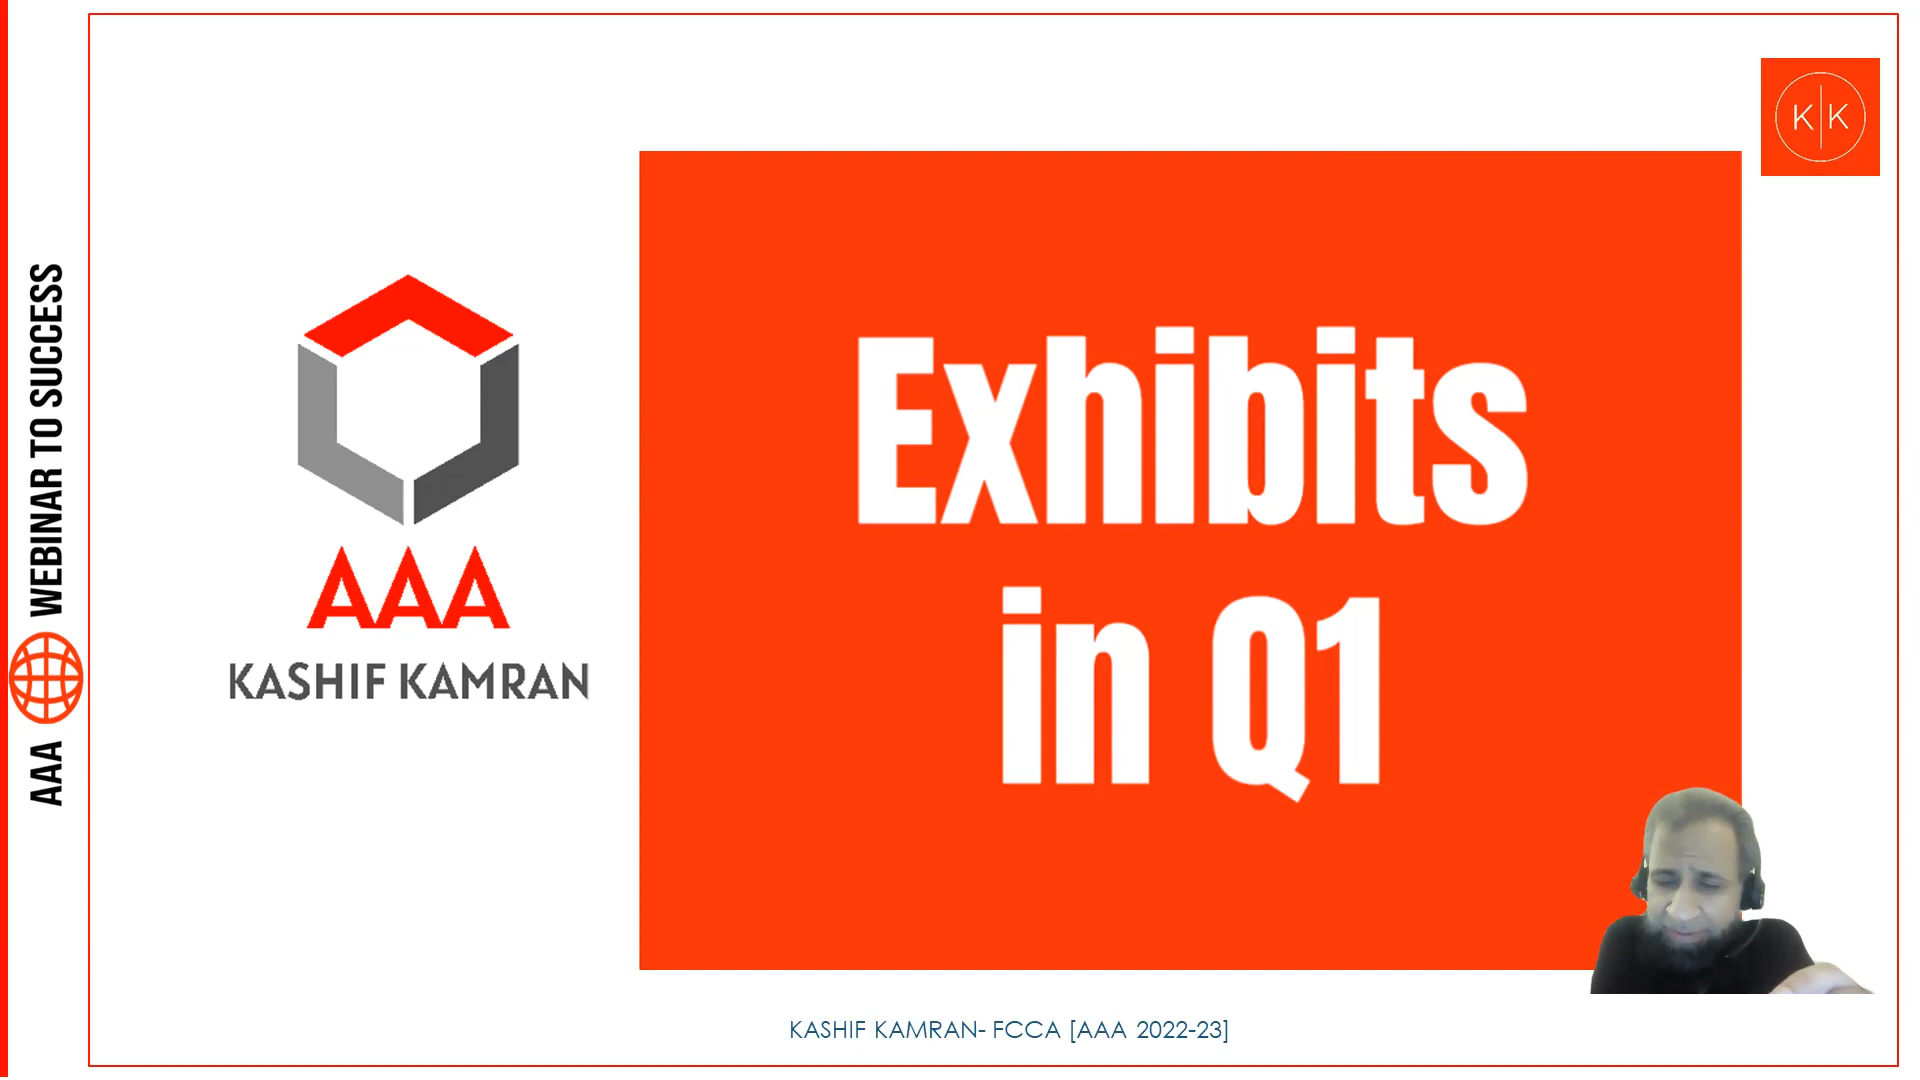 AAA WEBINAR TO SUCCESS
K|K
AAA
KASHIF KAMRAN
Exhibits
in Q1
KASHIF KAMRAN- FCCA [AAA 2022-23]